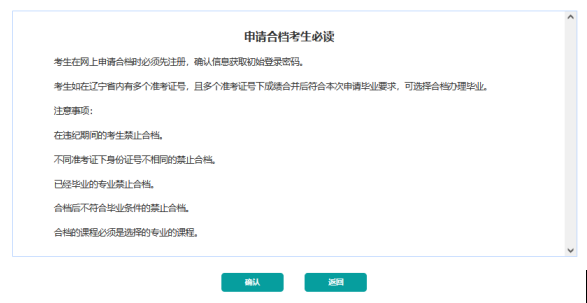 申请合档考生必读
考生在网上申请合档时必须先注册，确认信息获取初始登录密码。
考生如在辽宁省内有多个准考证号，且多个准考证号下成绩合并后符合本次申请毕业要求，可选择合档办理毕业。
注意事项：
在违纪期间的考生禁止合档。
不同准考证下身份证号不相同的禁止合档。
已经毕业的专业禁止合档。
合档后不符合毕业条件的禁止合档。
合档的课程必须是选择的专业的课程。
确认
返回